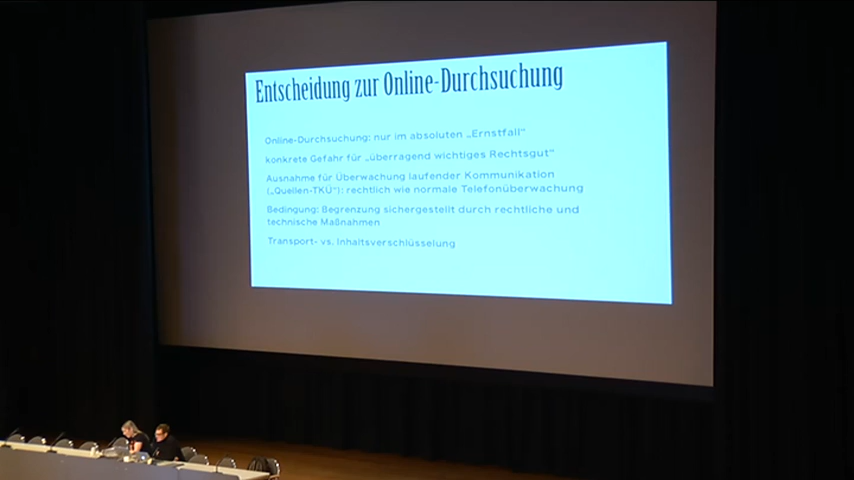 Entscheidung zur Online-Durchsuchung
Online-Durchsuchung: nur im absoluten „Ernstfall“
konkrete Gefahr für „überragend wichtiges Rechtsgut“
Ausnahme für Überwachung laufender Kommunikation
(„Quellen-TKÜ“): rechtlich wie normale Telefonüberwachung
Bedingung: Begrenzung sichergestellt durch rechtliche und
technische Maßnahmen
Transport- vs. Inhaltsverschlüsselung